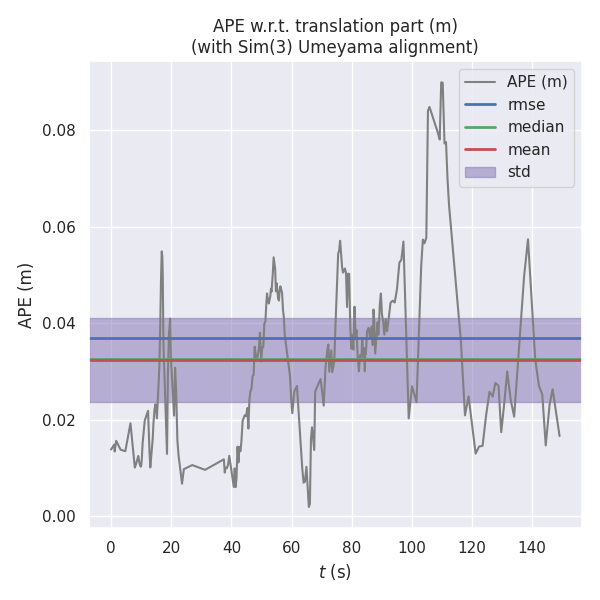 APE w.r.t. translation part (m)
(with Sim(3) Umeyama alignment)
APE (m)
rmse
median
mean
std
APE (m)
0.08
0.06
0.04
0.02
0.00
0 20 40 60 80 100 120 140
t (s)